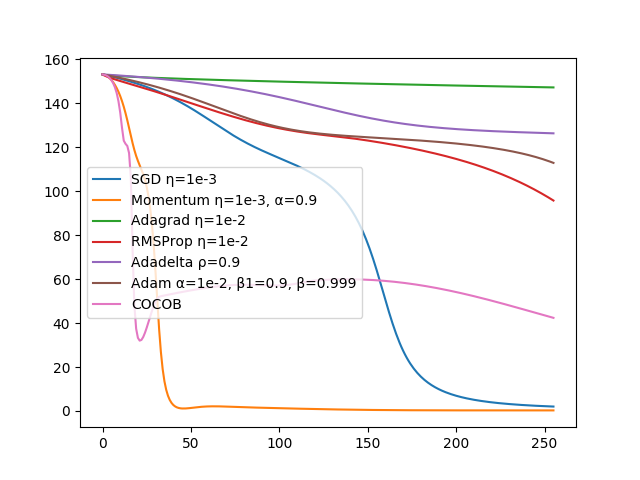 160
140
120
100
80
60
40
20
0
SGD η=1e-3
Momentum η=1e-3, α=0.9
Adagrad η=1e-2
RMSProp η=1e-2
Adadelta ρ=0.9
Adam α=1e-2, β1=0.9, β=0.999
COCOB
0 50 100 150 200 250